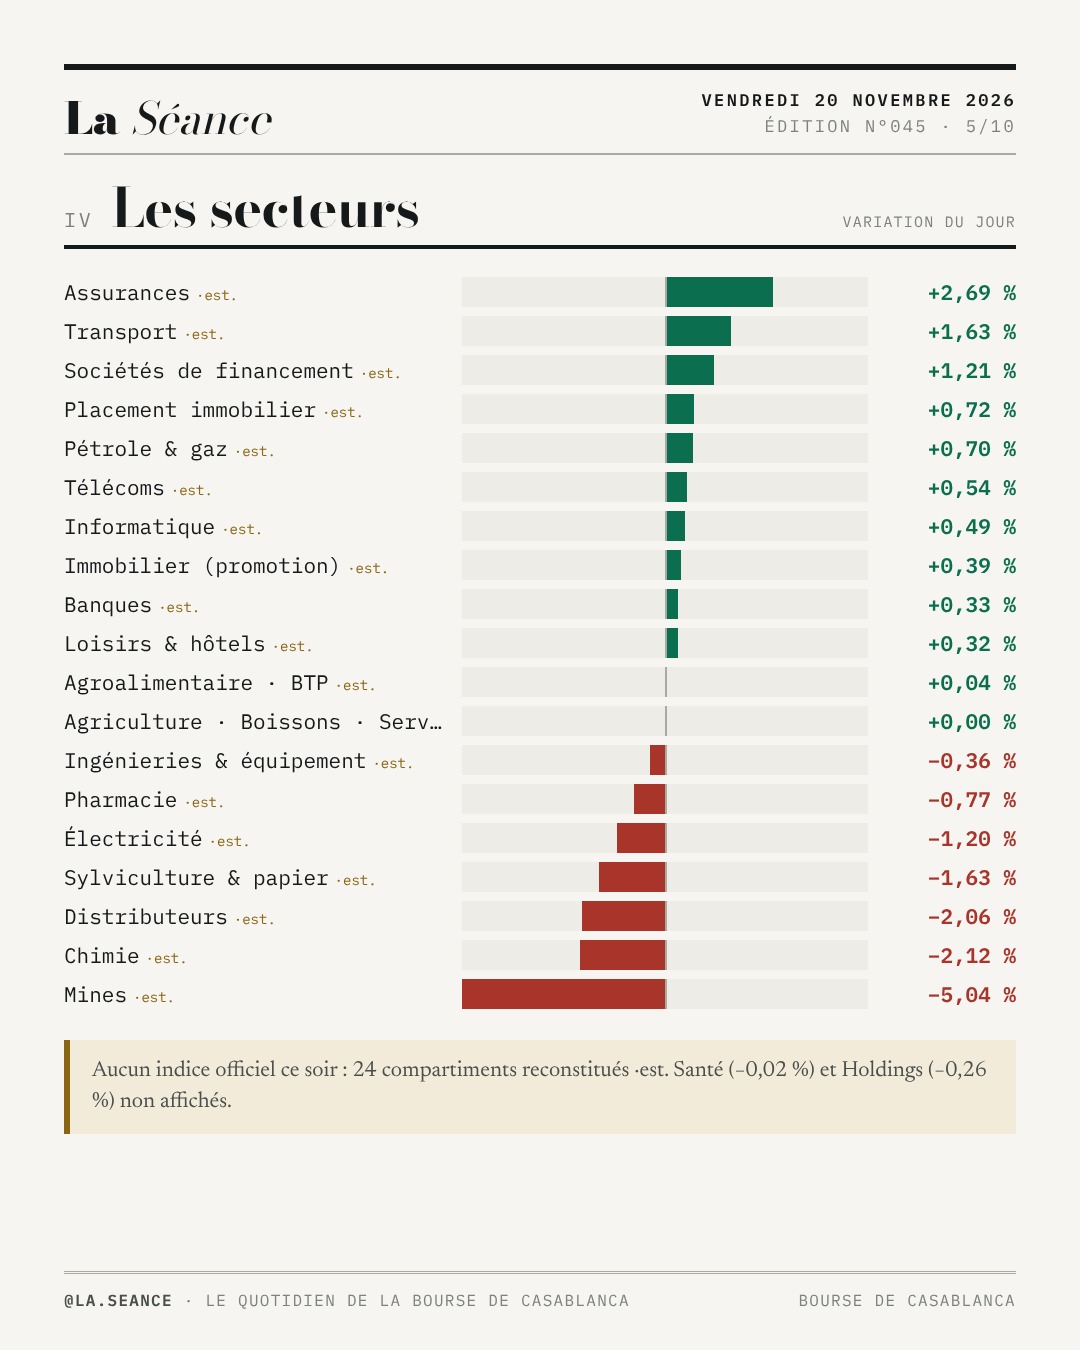 La Séance
VENDREDI 20 NOVEMBRE 2026
ÉDITION N°045 · 5/10
IV Les secteurs
VARIATION DU JOUR
Assurances ·est. +2,69 %
Transport ·est. +1,63 %
Sociétés de financement ·est. +1,21 %
Placement immobilier ·est. +0,72 %
Pétrole & gaz ·est. +0,70 %
Télécoms ·est. +0,54 %
Informatique ·est. +0,49 %
Immobilier (promotion) ·est. +0,39 %
Banques ·est. +0,33 %
Loisirs & hôtels ·est. +0,32 %
Agroalimentaire · BTP ·est. +0,04 %
Agriculture · Boissons · Serv… +0,00 %
Ingénieries & équipement ·est. −0,36 %
Pharmacie ·est. −0,77 %
Électricité ·est. −1,20 %
Sylviculture & papier ·est. −1,63 %
Distributeurs ·est. −2,06 %
Chimie ·est. −2,12 %
Mines ·est. −5,04 %
Aucun indice officiel ce soir : 24 compartiments reconstitués ·est. Santé (−0,02 %) et Holdings (−0,26
%) non affichés.
@LA.SEANCE · LE QUOTIDIEN DE LA BOURSE DE CASABLANCA
BOURSE DE CASABLANCA